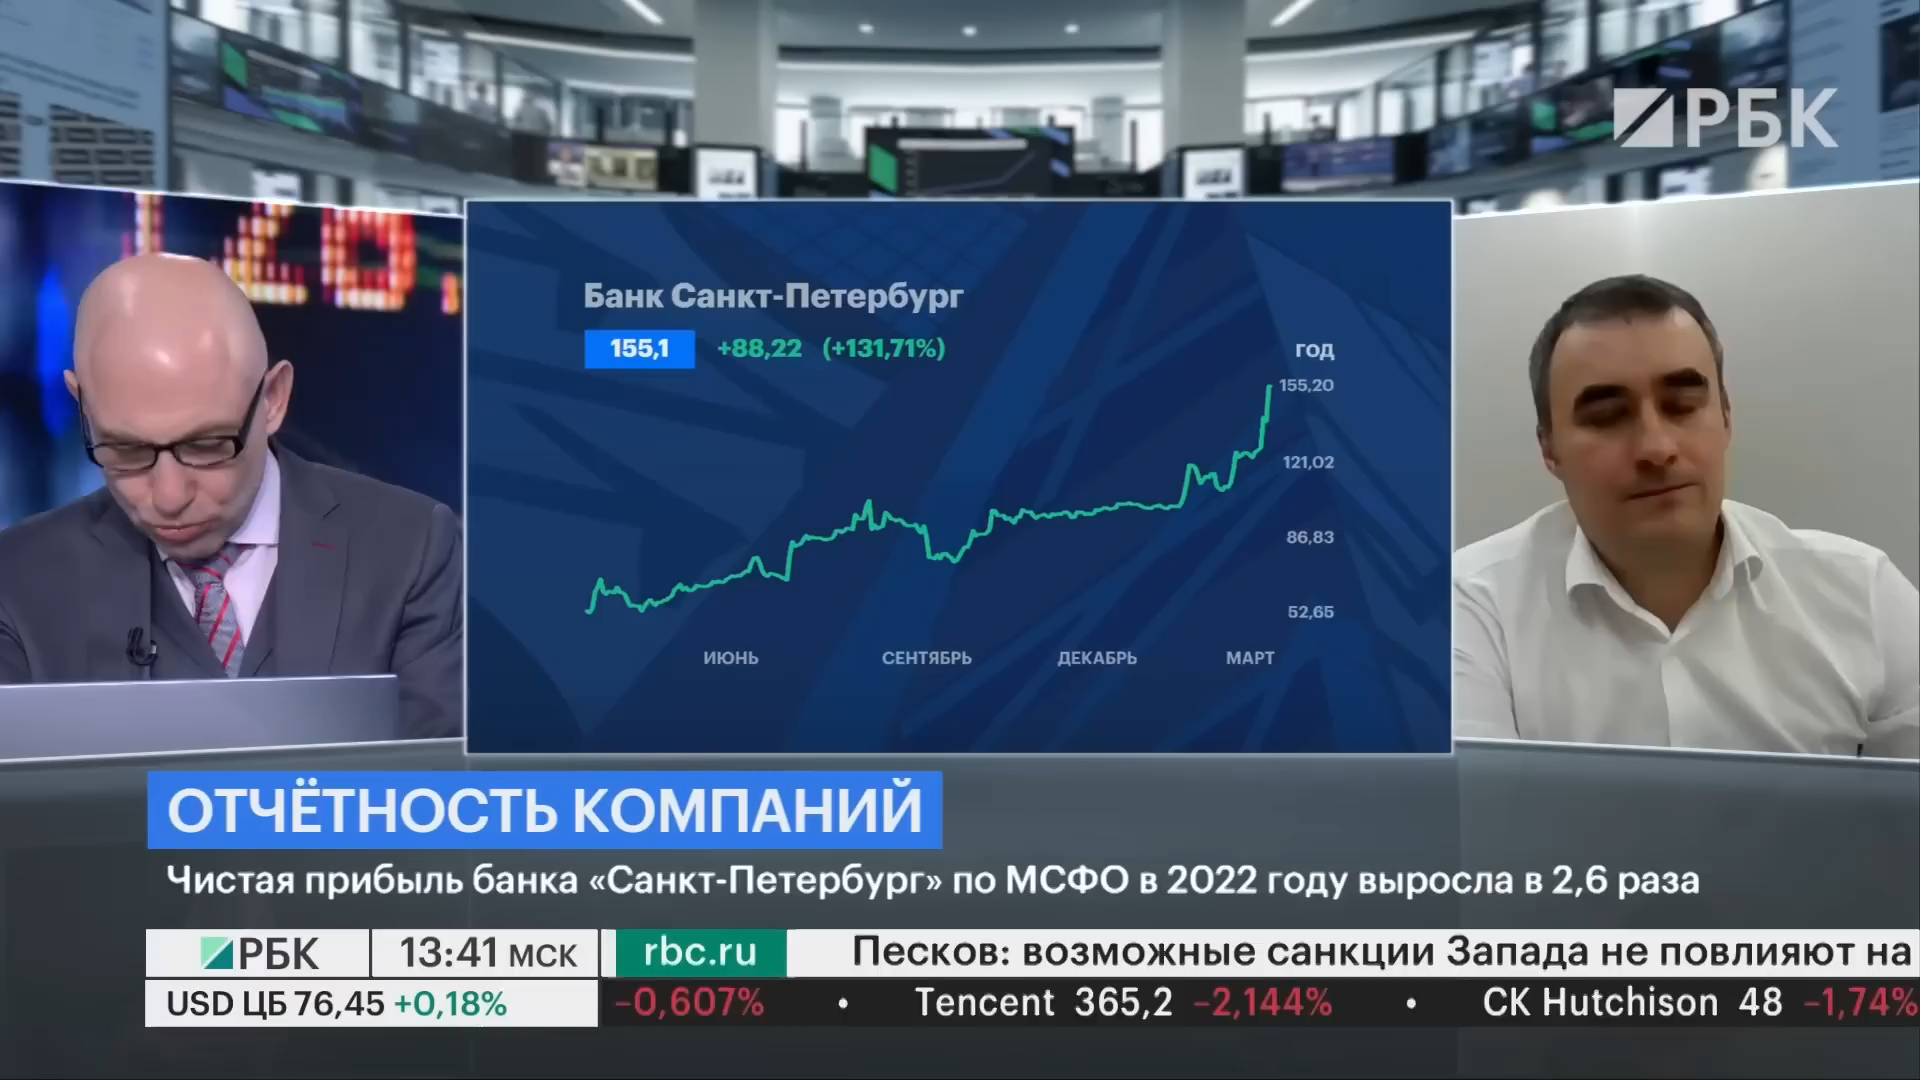 РБК
Банк Санкт-Петербург
155,1 +88,22 (+131,71%)
ГОД
155,20
121,02
86,83
52,65
ИЮНЬ СЕНТЯБРЬ ДЕКАБРЬ МАРТ
ОТЧЁТНОСТЬ КОМПАНИЙ
Чистая прибыль банка «Санкт-Петербург» по МСФО в 2022 году выросла в 2,6 раза
РБК 13:41 МСК rbc.ru Песков: возможные санкции Запада не повлияют на
USD ЦБ 76,45 +0,18% -0,607% • Tencent 365,2 -2,144% • CK Hutchison 48 -1,74%